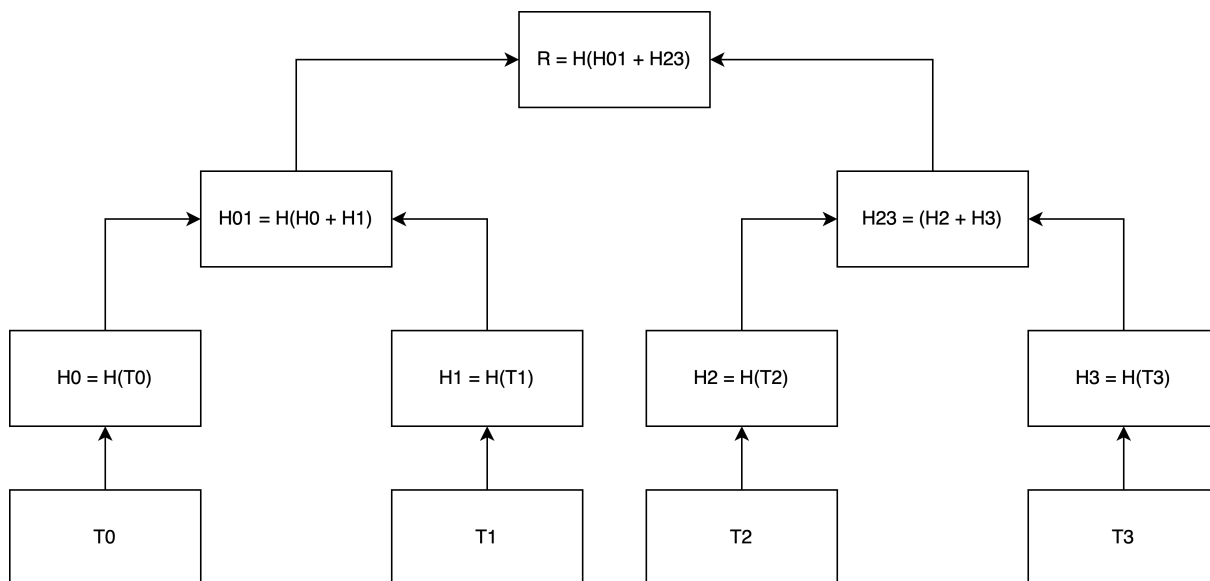 R = H(H01 + H23)
H01 = H(H0 + H1)
H23 = (H2 + H3)
H0 = H(T0)
H1 = H(T1)
H2 = H(T2)
H3 = H(T3)
T0
T1
T2
T3